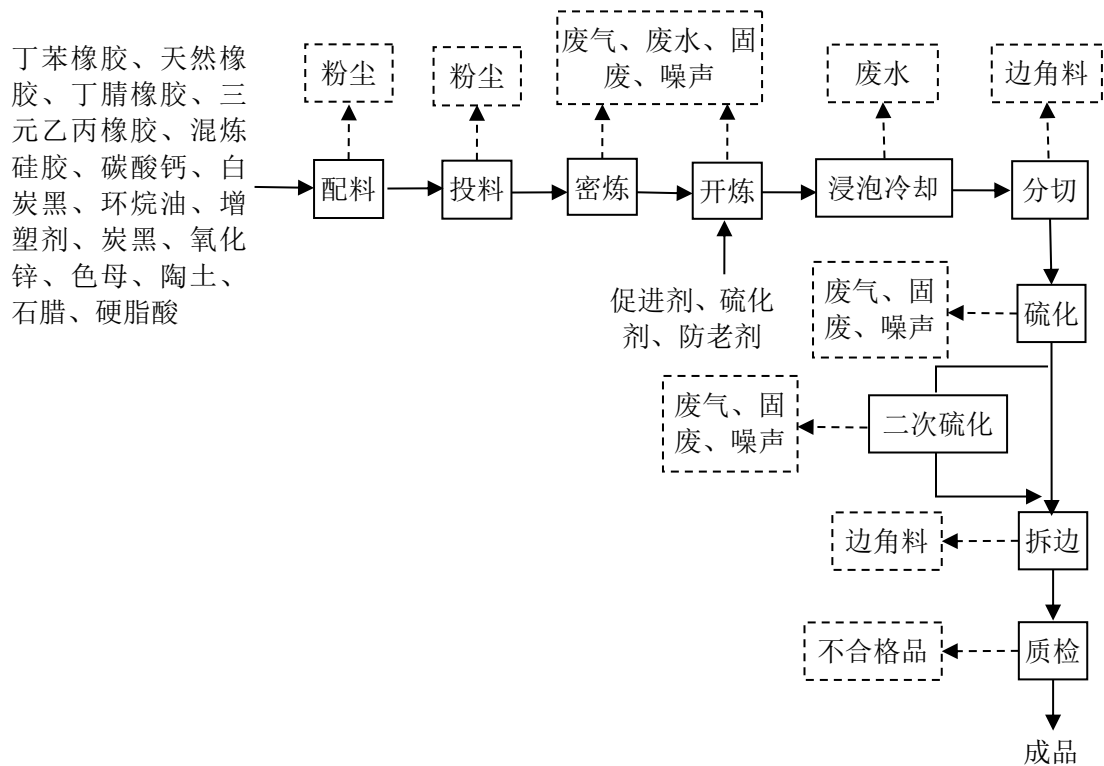 丁苯橡胶、天然橡
胶、丁腈橡胶、三
元乙丙橡胶、混炼
硅胶、碳酸钙、白
炭黑、环烷油、增
塑剂、炭黑、氧化
锌、色母、陶土、
石腊、硬脂酸
粉尘
粉尘
废气、废水、固
废、噪声
废水
边角料
配料
投料
密炼
开炼
浸泡冷却
分切
促进剂、硫化
剂、防老剂
废气、固
废、噪声
硫化
废气、固
废、噪声
二次硫化
边角料
拆边
不合格品
质检
成品